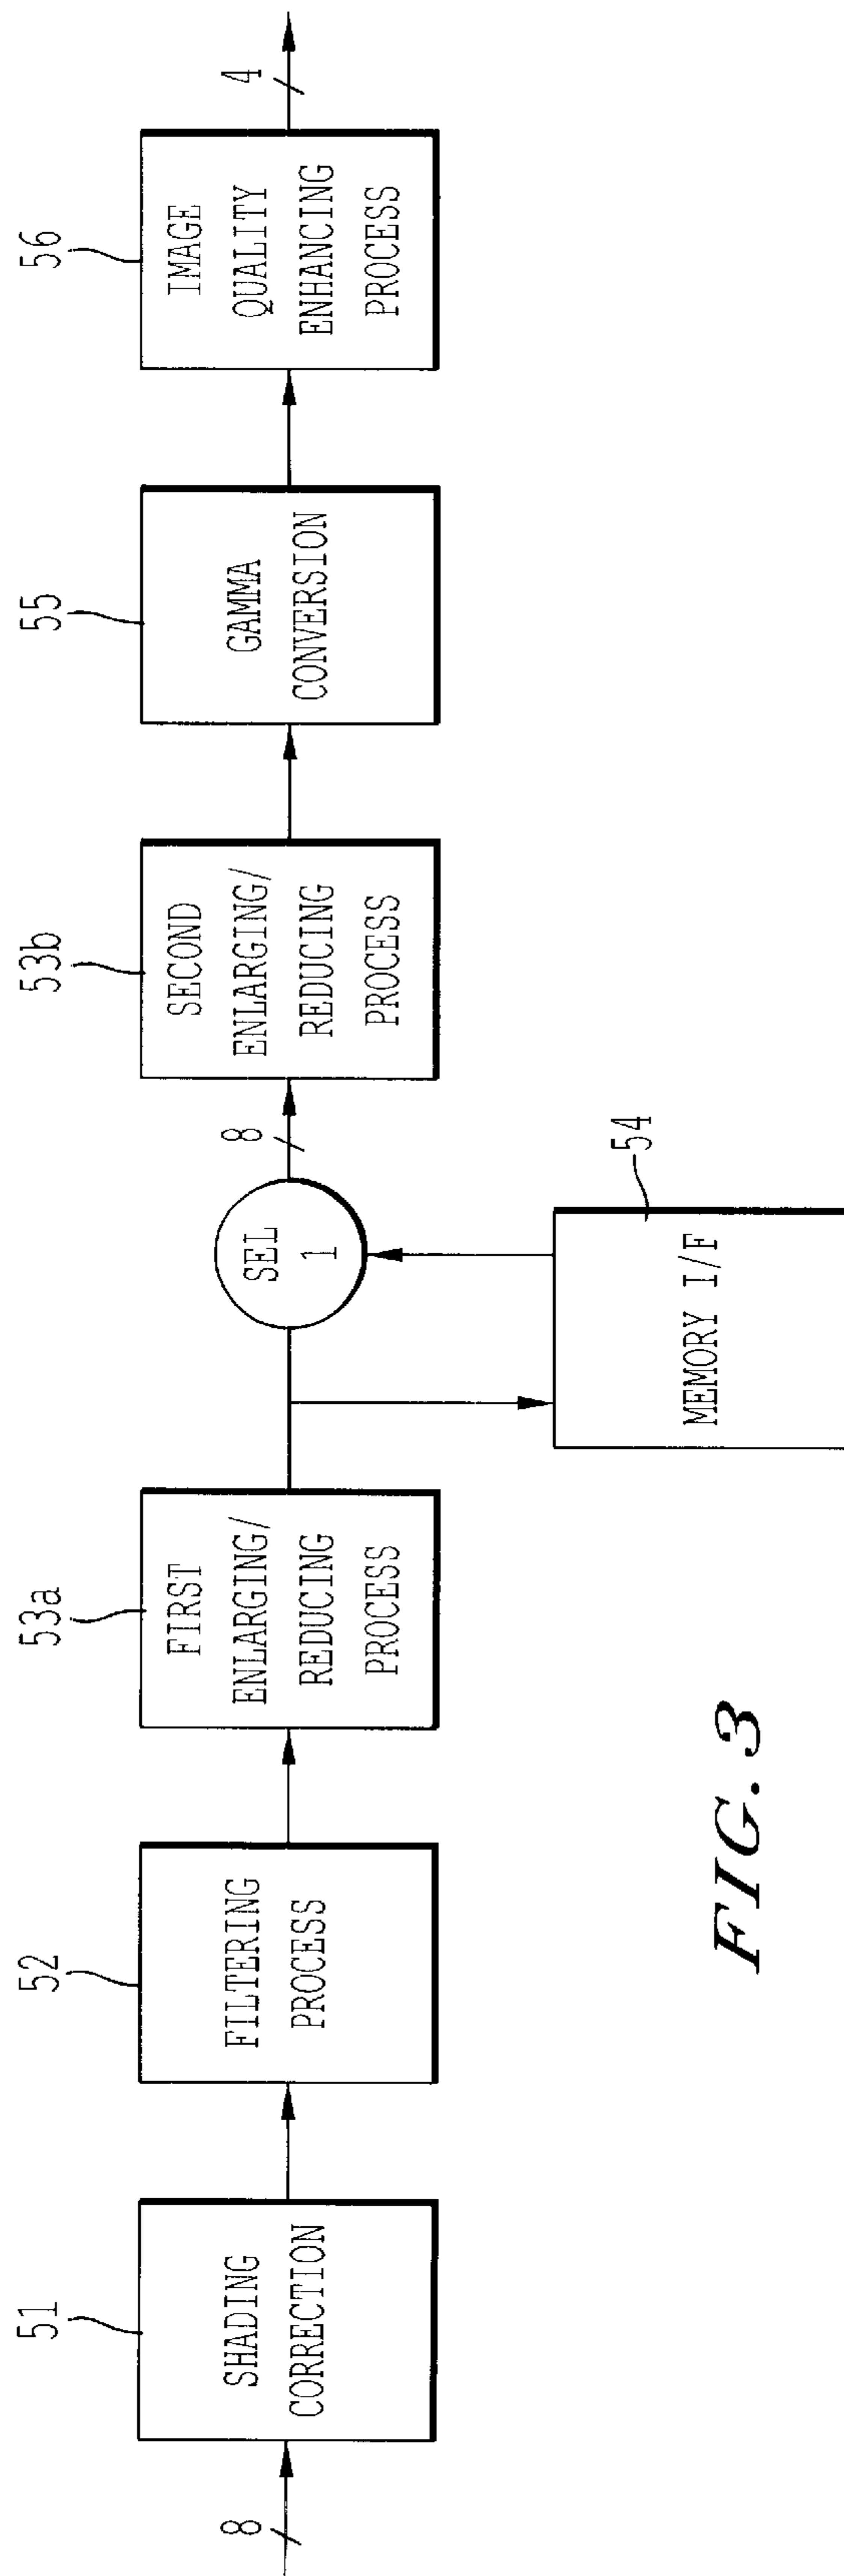 8
51
SHADING
CORRECTION
52
FILTERING
PROCESS
53a
FIRST
ENLARGING/
REDUCING
PROCESS
SEL
1
MEMORY I/F
54
8
53b
SECOND
ENLARGING/
REDUCING
PROCESS
55
GAMMA
CONVERSION
56
IMAGE
QUALITY
ENHANCING
PROCESS
4
FIG. 3